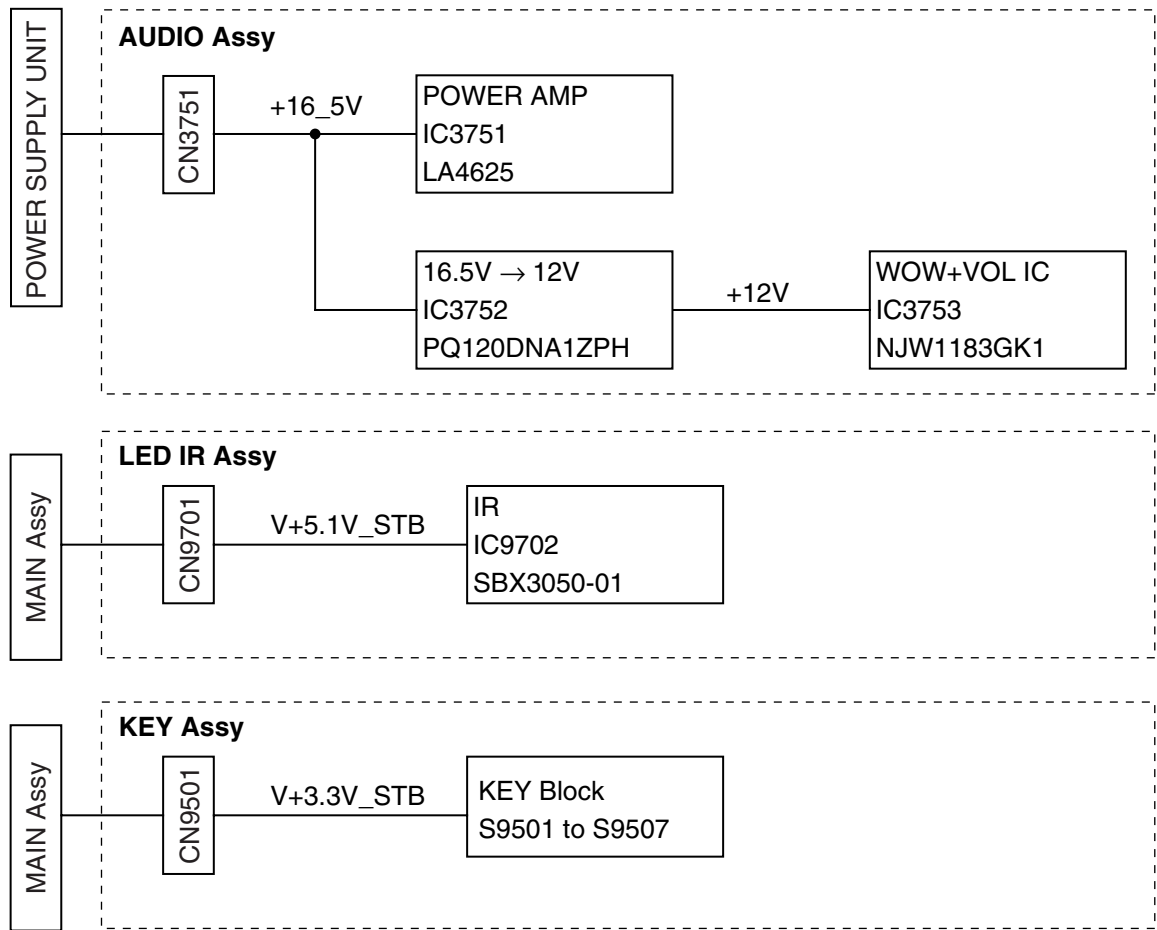 POWER SUPPLY UNIT
AUDIO Assy
CN3751
+16_5V
POWER AMP
IC3751
LA4625
16.5V → 12V
IC3752
PQ120DNA1ZPH
+12V
WOW+VOL IC
IC3753
NJW1183GK1
MAIN Assy
LED IR Assy
CN9701
V+5.1V_STB
IR
IC9702
SBX3050-01
MAIN Assy
KEY Assy
CN9501
V+3.3V_STB
KEY Block
S9501 to S9507